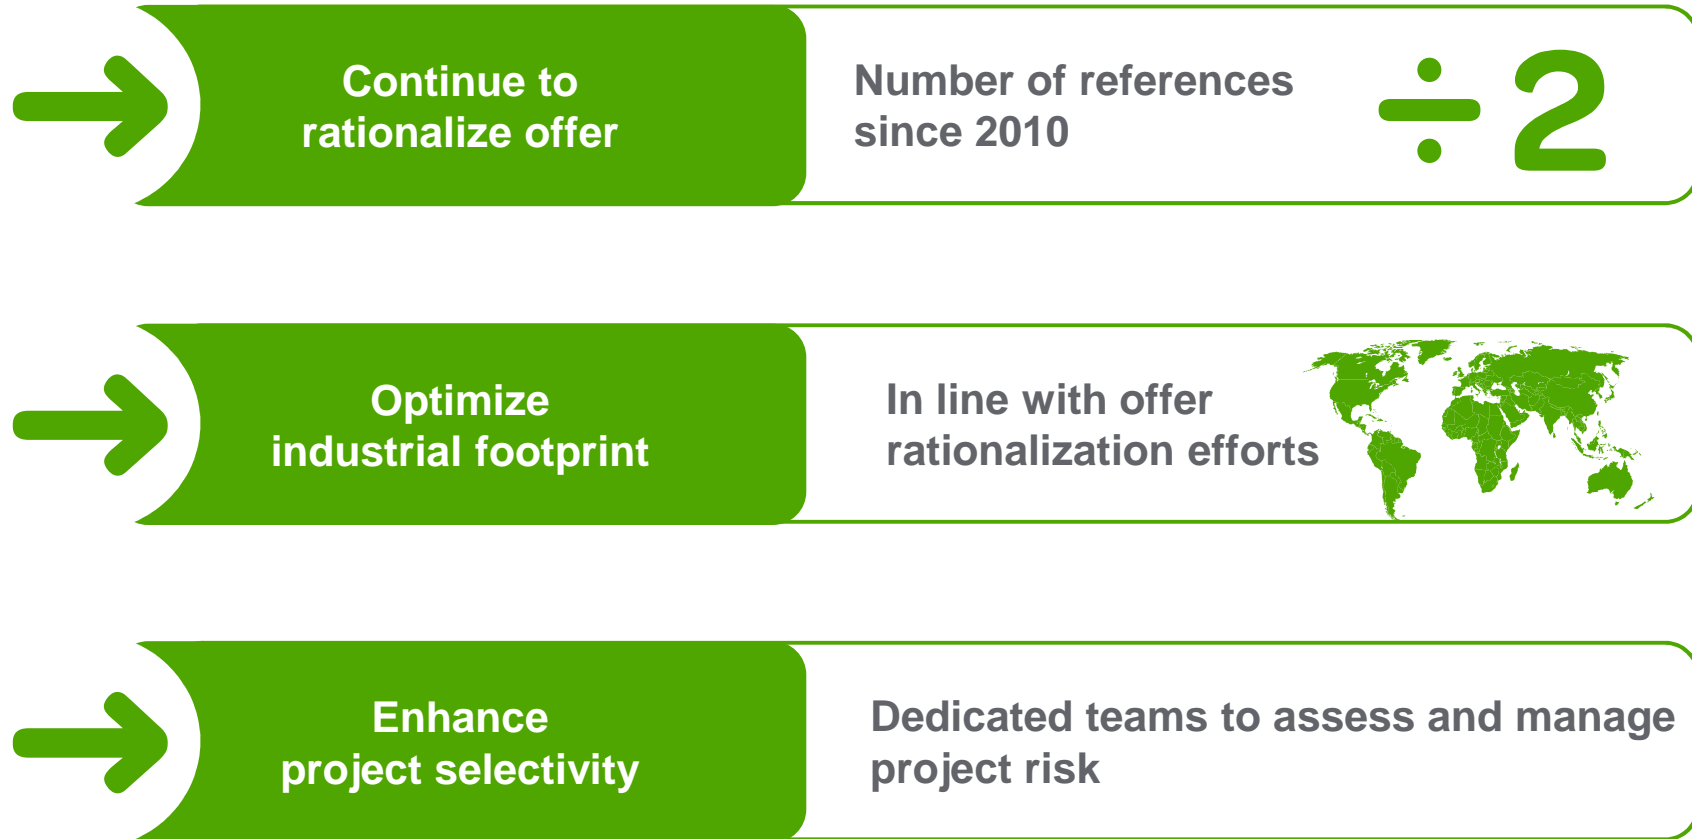 Continue to
rationalize offer
Number of references
since 2010
÷2
Optimize
industrial footprint
In line with offer
rationalization efforts
Enhance
project selectivity
Dedicated teams to assess and manage
project risk